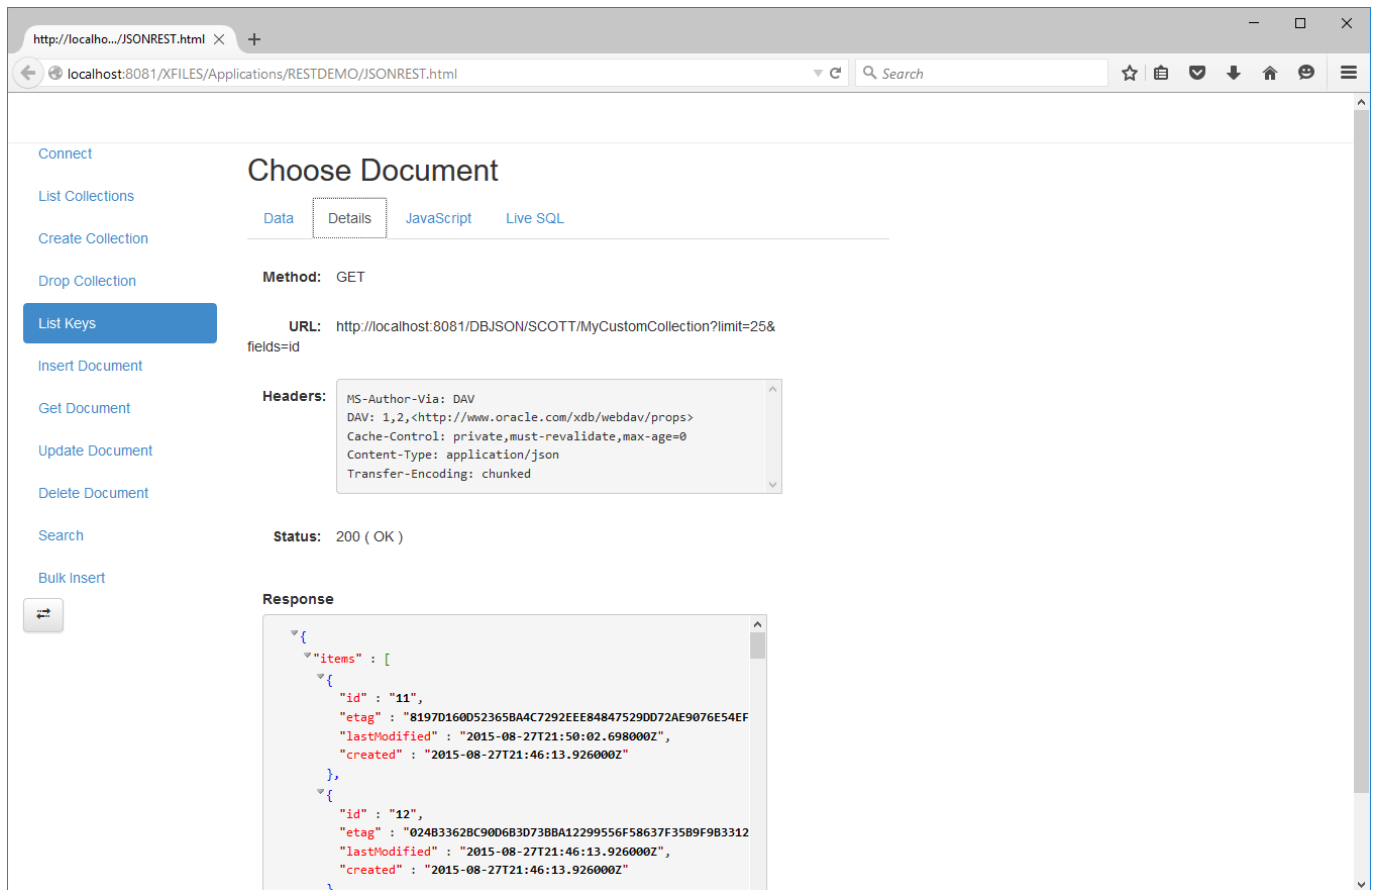 http://localho.../JSONREST.html
localhost:8081/XFILES/Applications/RESTDEMO/JSONREST.html
Search
Connect
List Collections
Create Collection
Drop Collection
List Keys
Insert Document
Get Document
Update Document
Delete Document
Search
Bulk Insert
Choose Document
Data Details JavaScript Live SQL
Method: GET
URL: http://localhost:8081/DBJSON/SCOTT/MyCustomCollection?limit=25&
fields=id
Headers:
MS-Author-Via: DAV
DAV: 1,2,<http://www.oracle.com/xdb/webdav/props>
Cache-Control: private,must-revalidate,max-age=0
Content-Type: application/json
Transfer-Encoding: chunked
Status: 200 ( OK )
Response
{
"items" : [
{
"id" : "11",
"etag" : "8197D160D52365BA4C7292EEE84847529DD72AE9076E54EF
"lastModified" : "2015-08-27T21:50:02.698000Z",
"created" : "2015-08-27T21:46:13.926000Z"
},
{
"id" : "12",
"etag" : "024B3362BC90D6B3D73BBA12299556F58637F35B9F9B3312
"lastModified" : "2015-08-27T21:46:13.926000Z",
"created" : "2015-08-27T21:46:13.926000Z"
}